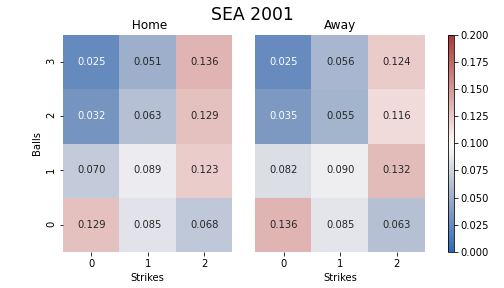 SEA 2001
Home
Away
Balls
3
0.025 0.051 0.136
0.025 0.056 0.124
2
0.032 0.063 0.129
0.035 0.055 0.116
1
0.070 0.089 0.123
0.082 0.090 0.132
0
0.129 0.085 0.068
0.136 0.085 0.063
0 1 2
0 1 2
Strikes
Strikes
0.200
0.175
0.150
0.125
0.100
0.075
0.050
0.025
0.000